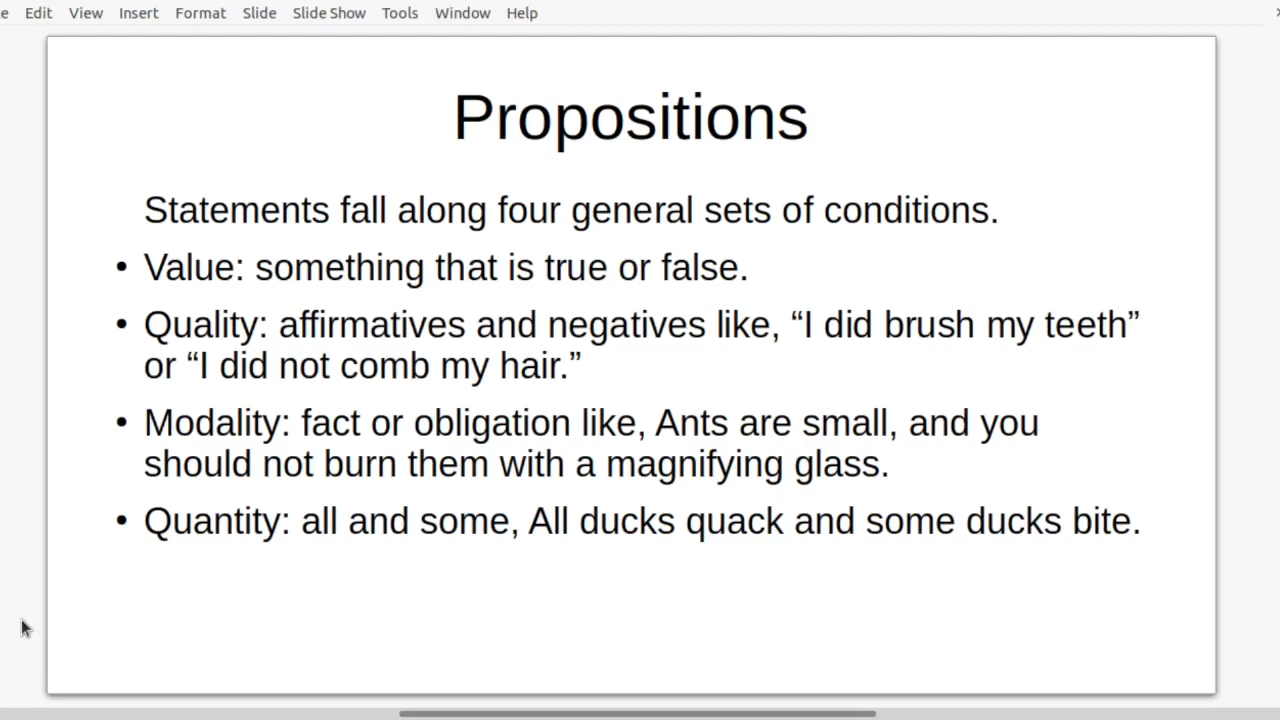 Edit View Insert Format Slide Slide Show Tools Window Help
Propositions
Statements fall along four general sets of conditions.
• Value: something that is true or false.
• Quality: affirmatives and negatives like, “I did brush my teeth”
or “I did not comb my hair.”
• Modality: fact or obligation like, Ants are small, and you
should not burn them with a magnifying glass.
• Quantity: all and some, All ducks quack and some ducks bite.